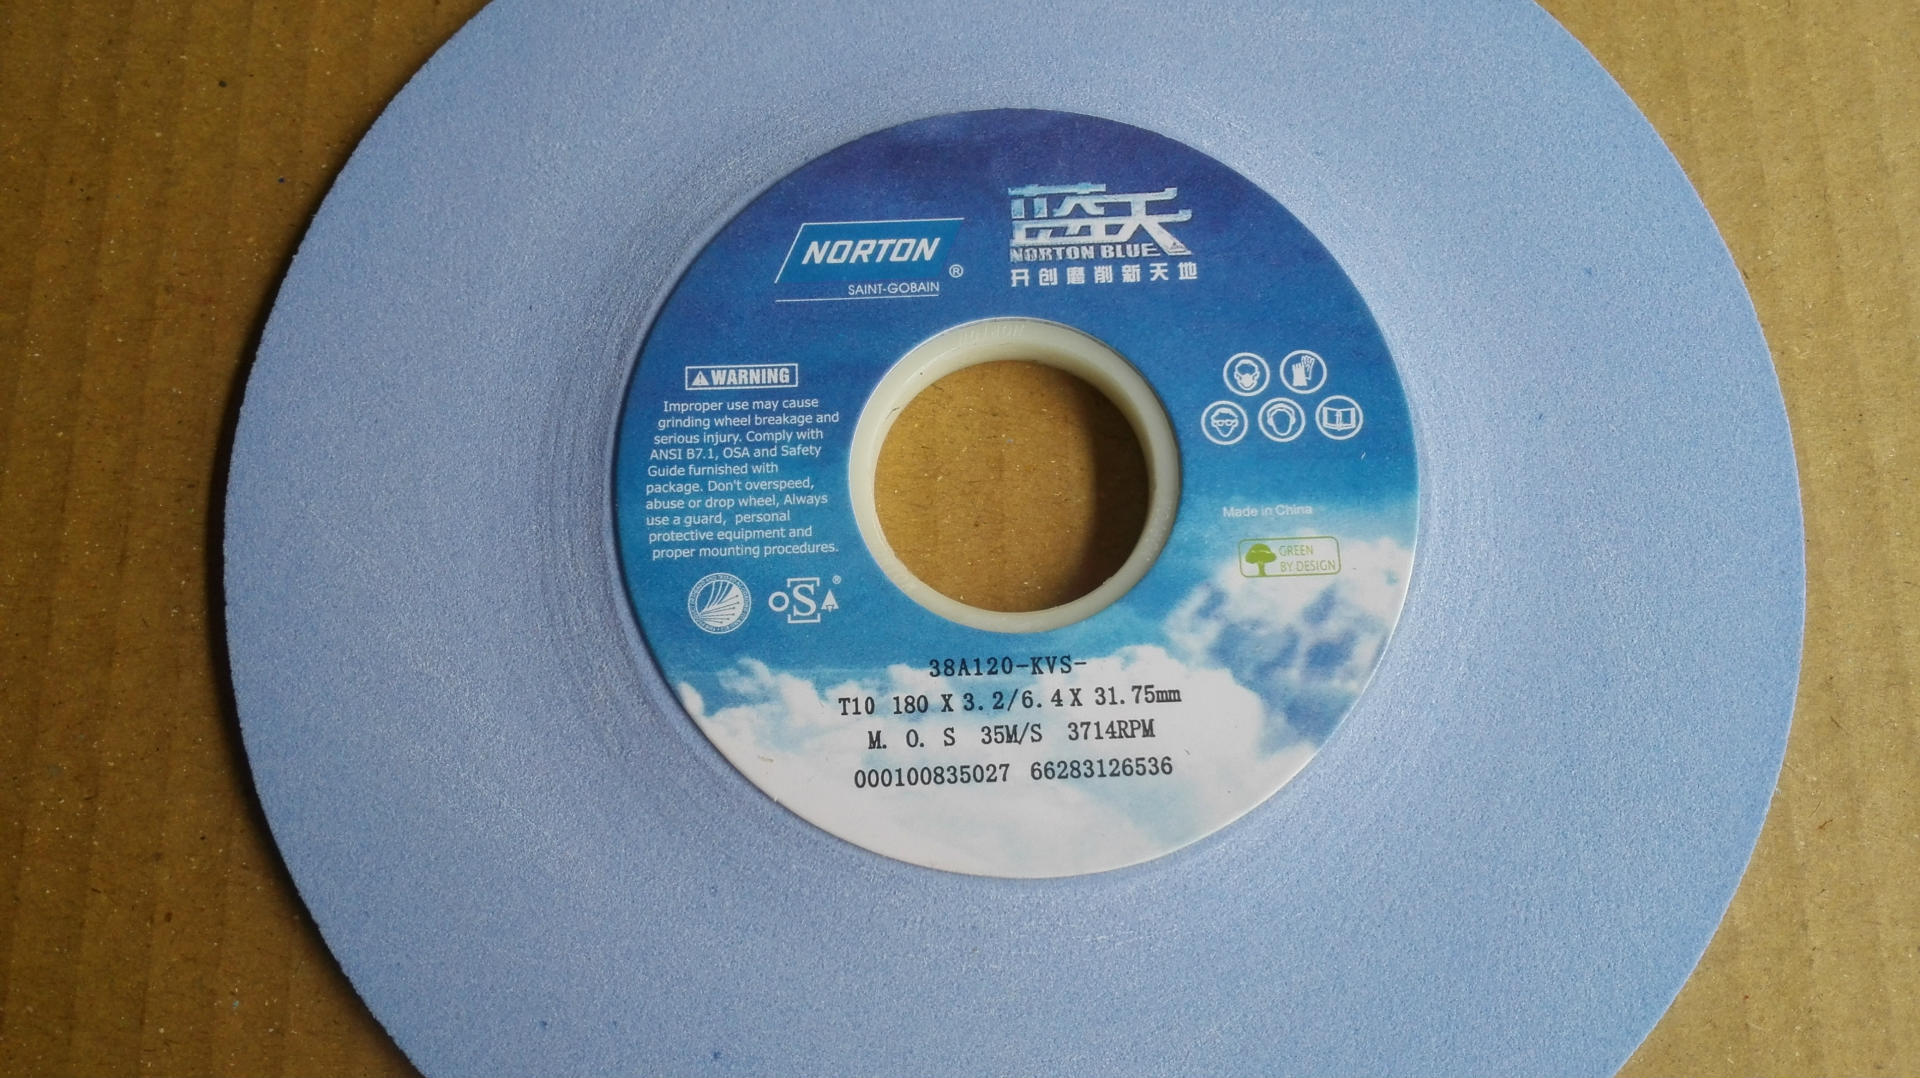 NORTON
®
SAINT-GOBAIN
蓝天
NORTON BLUE
开创磨削新天地
NORTON
WARNING
Improper use may cause
grinding wheel breakage and
serious injury. Comply with
ANSI B7.1, OSA and Safety
Guide furnished with
package. Don't overspeed,
abuse or drop wheel, Always
use a guard, personal
protective equipment and
proper mounting procedures.
oSA®
Made in China
GREEN
BY DESIGN
38A120-KVS-
T10 180 X 3.2/6.4 X 31.75mm
M. O. S 35M/S 3714RPM
000100835027 66283126536